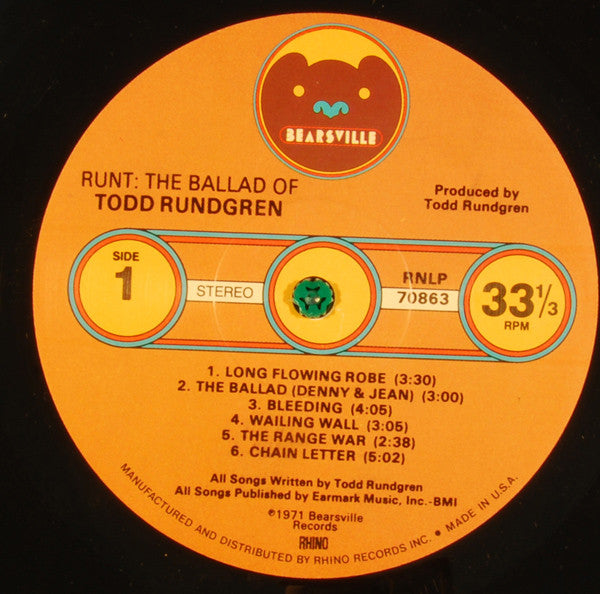 BEARSVILLE
RUNT: THE BALLAD OF
TODD RUNDGREN
Produced by
Todd Rundgren
SIDE
1
STEREO
RNLP
70863
33 1/3
RPM
1. LONG FLOWING ROBE (3:30)
2. THE BALLAD (DENNY & JEAN) (3:00)
3. BLEEDING (4:05)
4. WAILING WALL (3:05)
5. THE RANGE WAR (2:38)
6. CHAIN LETTER (5:02)
All Songs Written by Todd Rundgren
All Songs Published by Earmark Music, Inc.-BMI
℗1971 Bearsville
Records
RHINO
MANUFACTURED AND DISTRIBUTED BY RHINO RECORDS INC. • MADE IN U.S.A.